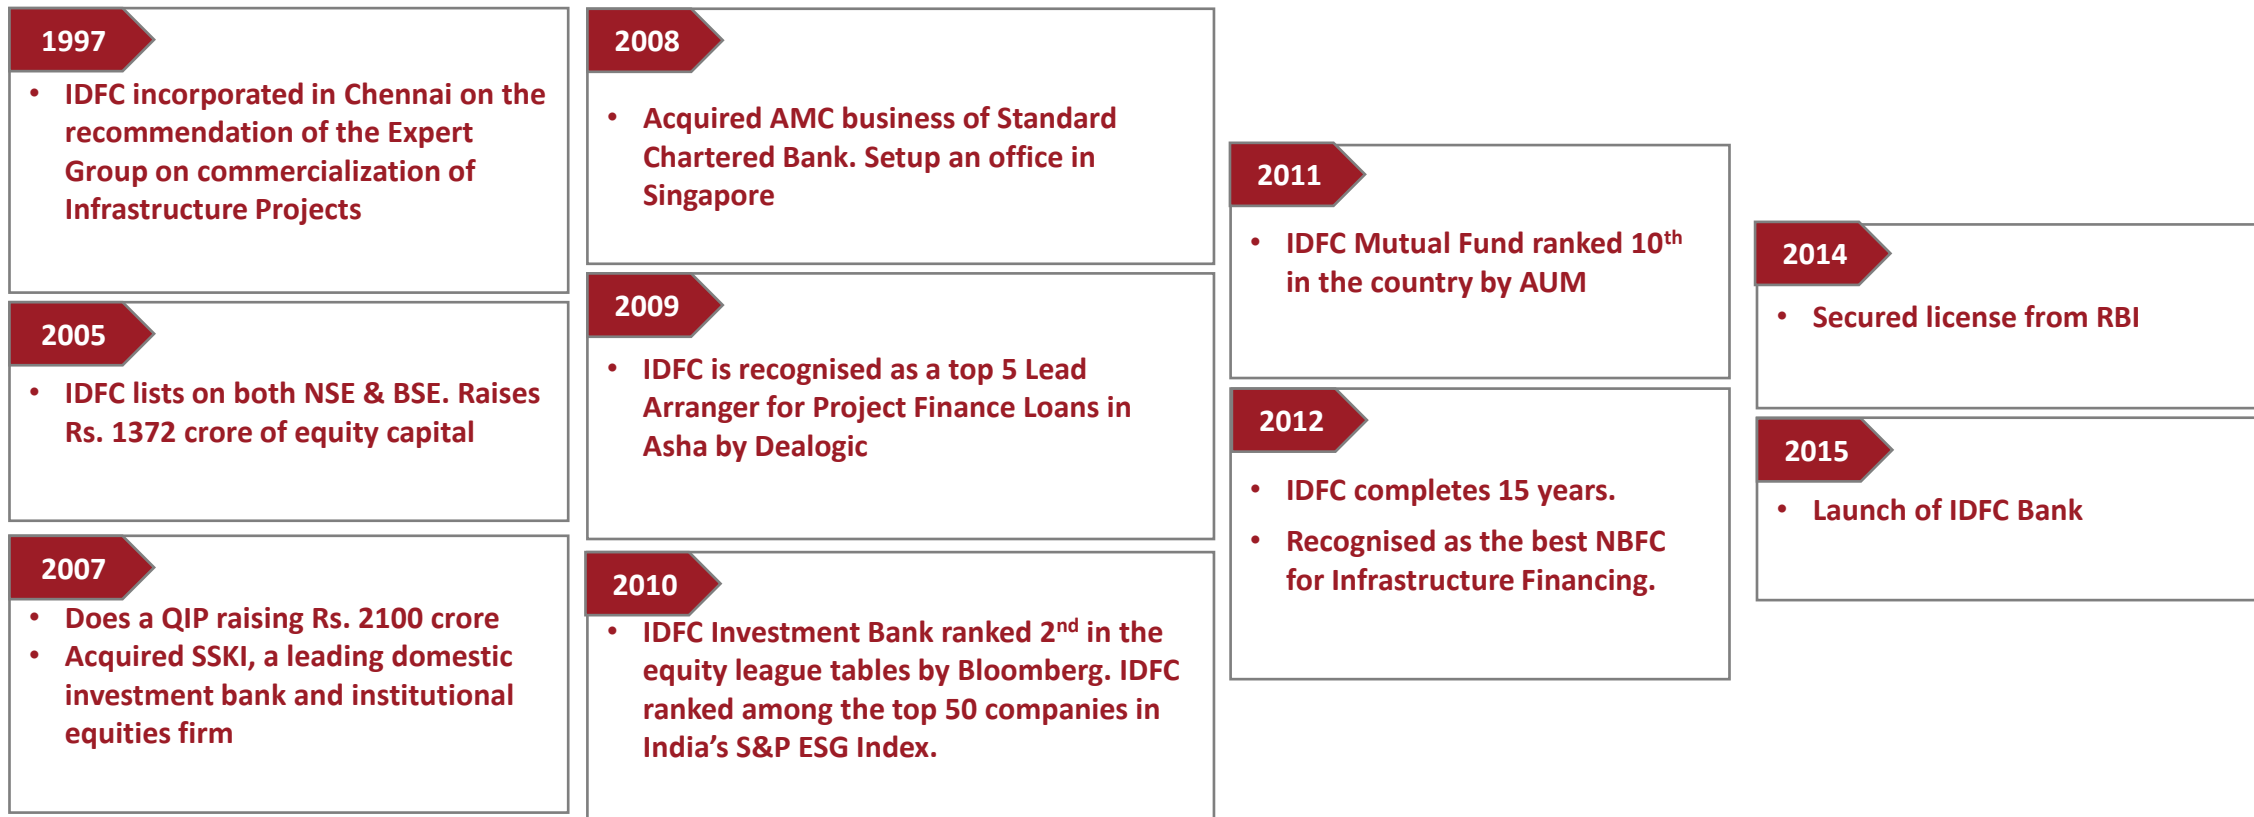 1997
• IDFC incorporated in Chennai on the
recommendation of the Expert
Group on commercialization of
Infrastructure Projects
2005
• IDFC lists on both NSE & BSE. Raises
Rs. 1372 crore of equity capital
2007
• Does a QIP raising Rs. 2100 crore
• Acquired SSKI, a leading domestic
investment bank and institutional
equities firm
2008
• Acquired AMC business of Standard
Chartered Bank. Setup an office in
Singapore
2009
• IDFC is recognised as a top 5 Lead
Arranger for Project Finance Loans in
Asha by Dealogic
2010
• IDFC Investment Bank ranked 2nd in the
equity league tables by Bloomberg. IDFC
ranked among the top 50 companies in
India’s S&P ESG Index.
2011
• IDFC Mutual Fund ranked 10th
in the country by AUM
2012
• IDFC completes 15 years.
• Recognised as the best NBFC
for Infrastructure Financing.
2014
• Secured license from RBI
2015
• Launch of IDFC Bank